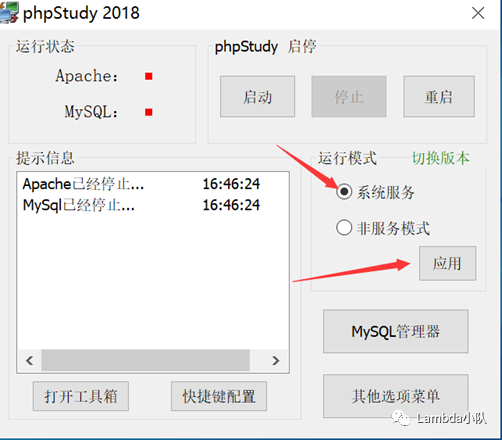 phpStudy 2018
运行状态
Apache:
MySQL:
phpStudy 启停
启动
停止
重启
提示信息
Apache已经停止... 16:46:24
MySql已经停止... 16:46:24
运行模式 切换版本
系统服务
非服务模式
应用
MySQL管理器
打开工具箱
快捷键配置
其他选项菜单
Lambda小队